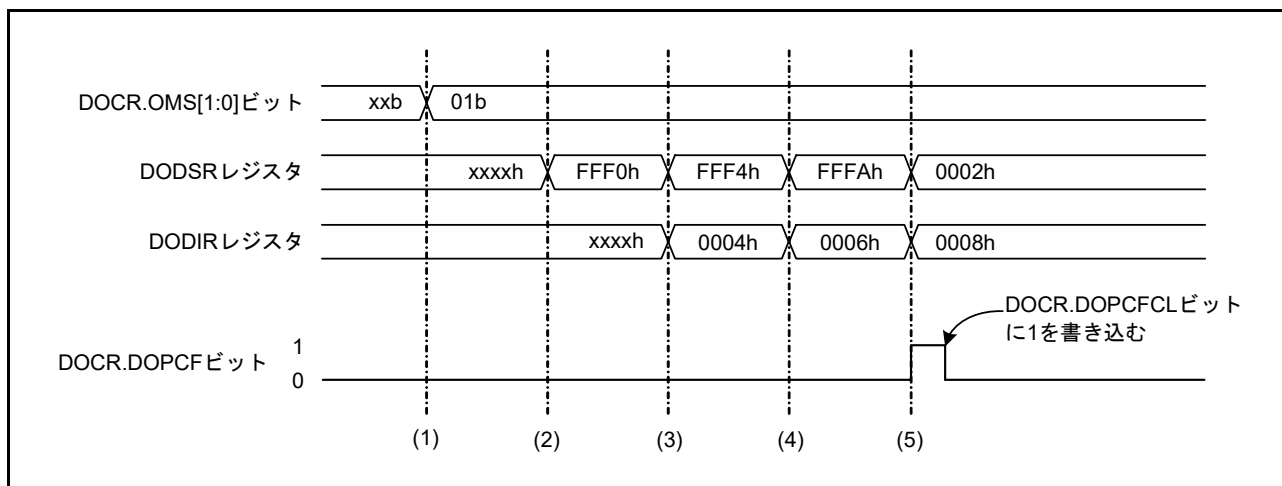 DOCR.OMS[1:0]ビット xxb 01b
DODSRレジスタ xxxxh FFF0h FFF4h FFFAh 0002h
DODIRレジスタ xxxxh 0004h 0006h 0008h
DOCR.DOPCFCLビット
に1を書き込む
DOCR.DOPCFビット
1
0
(1) (2) (3) (4) (5)